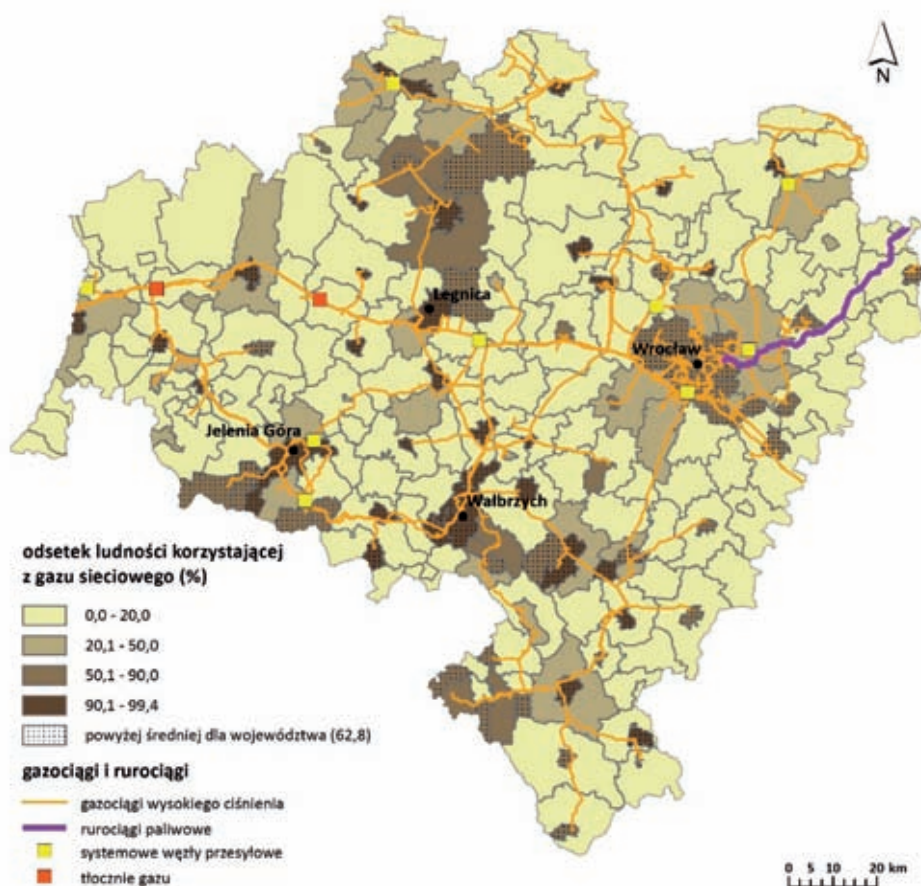 N
Legnica
Wrocław
Jelenia Góra
Wałbrzych
odsetek ludności korzystającej
z gazu sieciowego (%)
0,0 - 20,0
20,1 - 50,0
50,1 - 90,0
90,1 - 99,4
powyżej średniej dla województwa (62,8)
gazociągi i rurociągi
gazociągi wysokiego ciśnienia
rurociągi paliwowe
systemowe węzły przesyłowe
tłocznie gazu
0 5 10 20 km